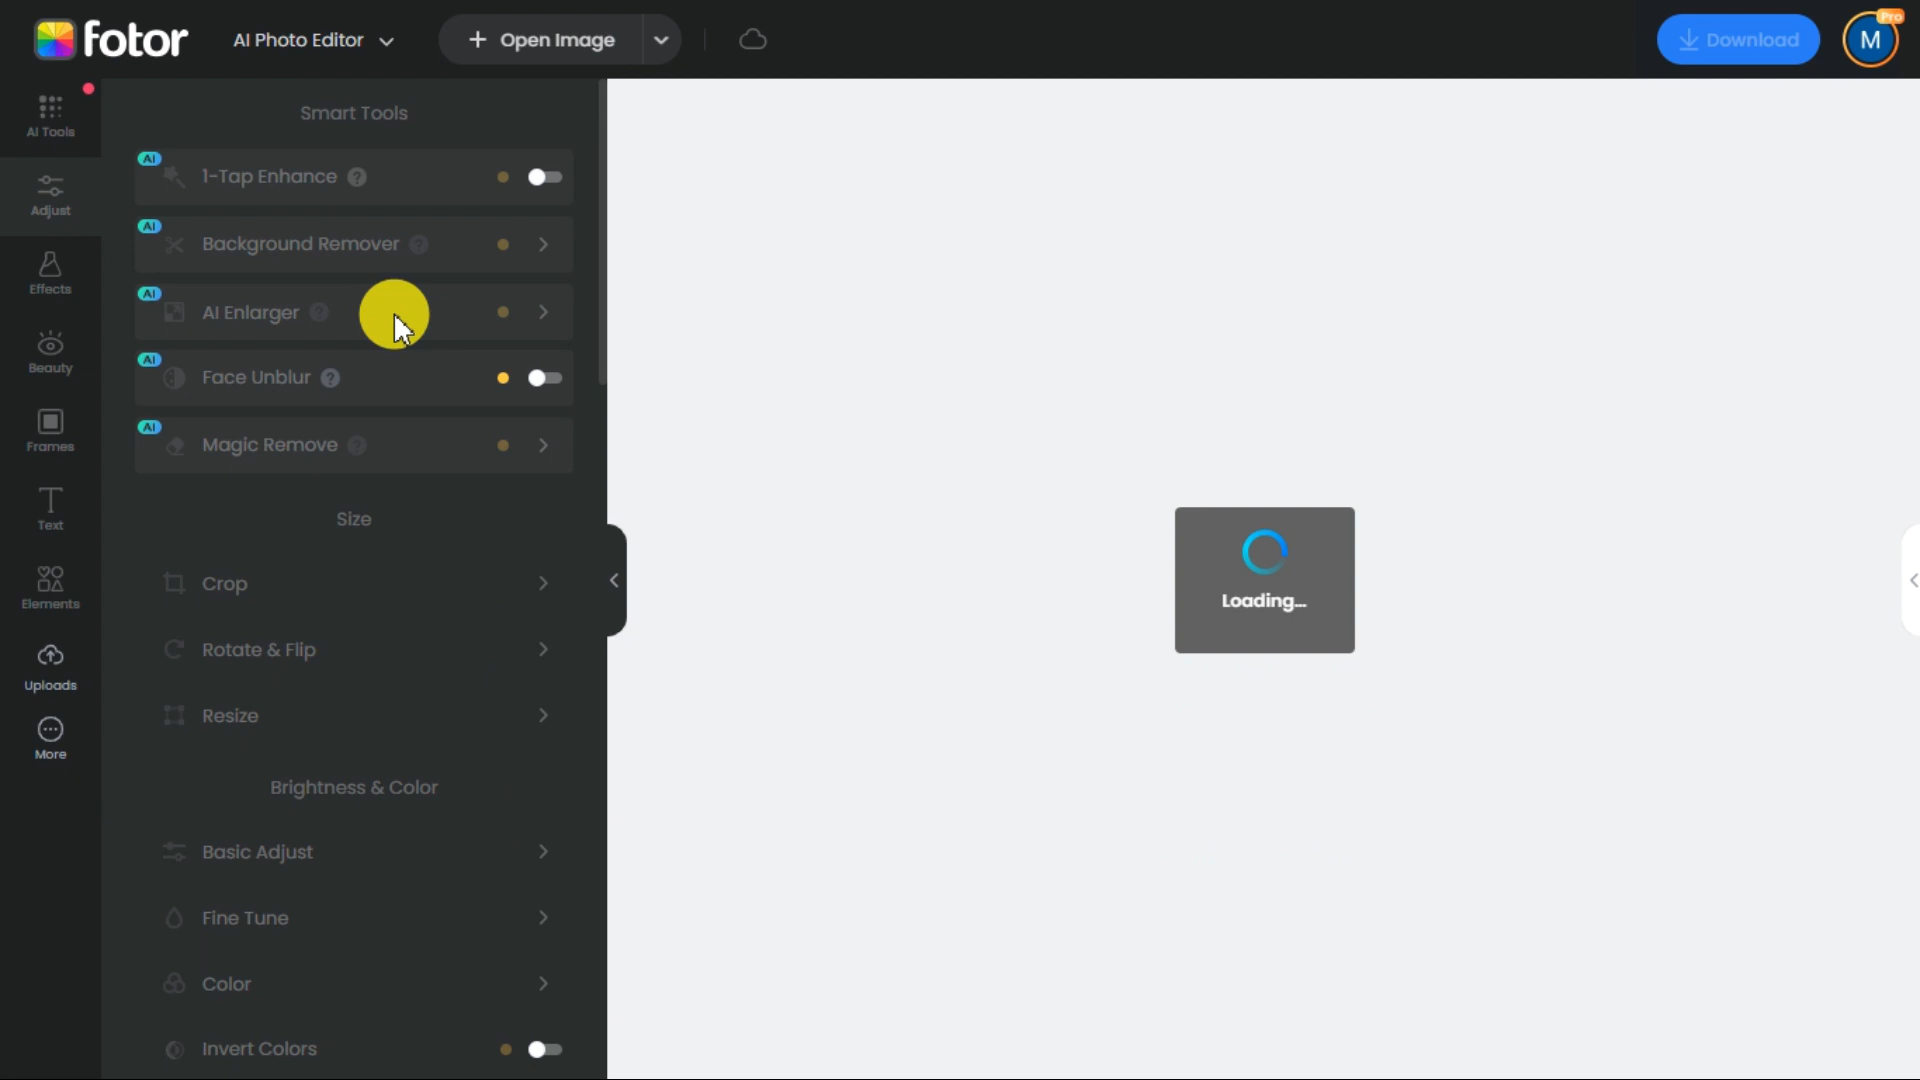 fotor
AI Photo Editor
Open Image
Download
Pro
M
AI Tools
Adjust
Effects
Beauty
Frames
Text
Elements
Uploads
More
Smart Tools
AI
1-Tap Enhance ?
AI
Background Remover ?
AI
AI Enlarger ?
AI
Face Unblur ?
AI
Magic Remove ?
Size
Crop
Rotate & Flip
Resize
Brightness & Color
Basic Adjust
Fine Tune
Color
Invert Colors
Loading...